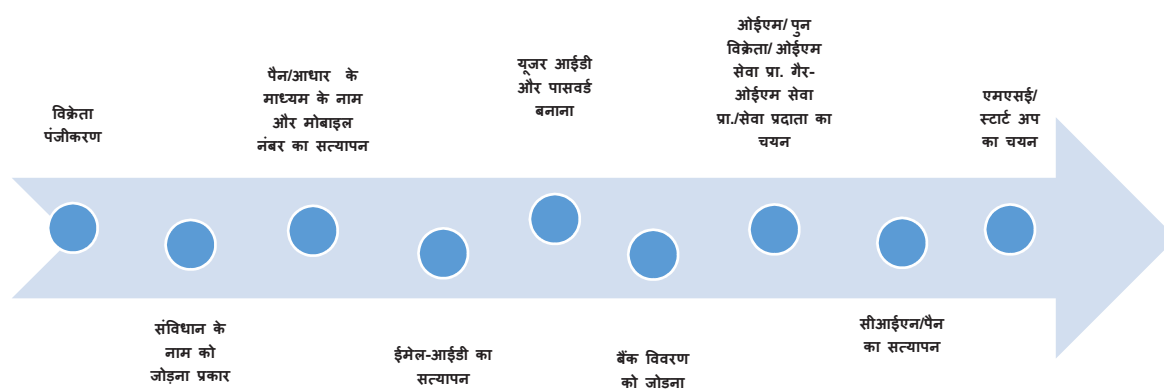 विक्रेता
पंजीकरण
संविधान के
नाम को
जोड़ना प्रकार
पैन/आधार के
माध्यम के नाम
और मोबाइल
नंबर का सत्यापन
ईमेल-आईडी का
सत्यापन
यूजर आईडी
और पासवर्ड
बनाना
बैंक विवरण
को जोड़ना
ओईएम/ पुन
विक्रेता/ ओईएम
सेवा प्रा. गैर-
ओईएम सेवा
प्रा./सेवा प्रदाता का
चयन
सीआईएन/पैन
का सत्यापन
एमएसई/
स्टार्ट अप
का चयन